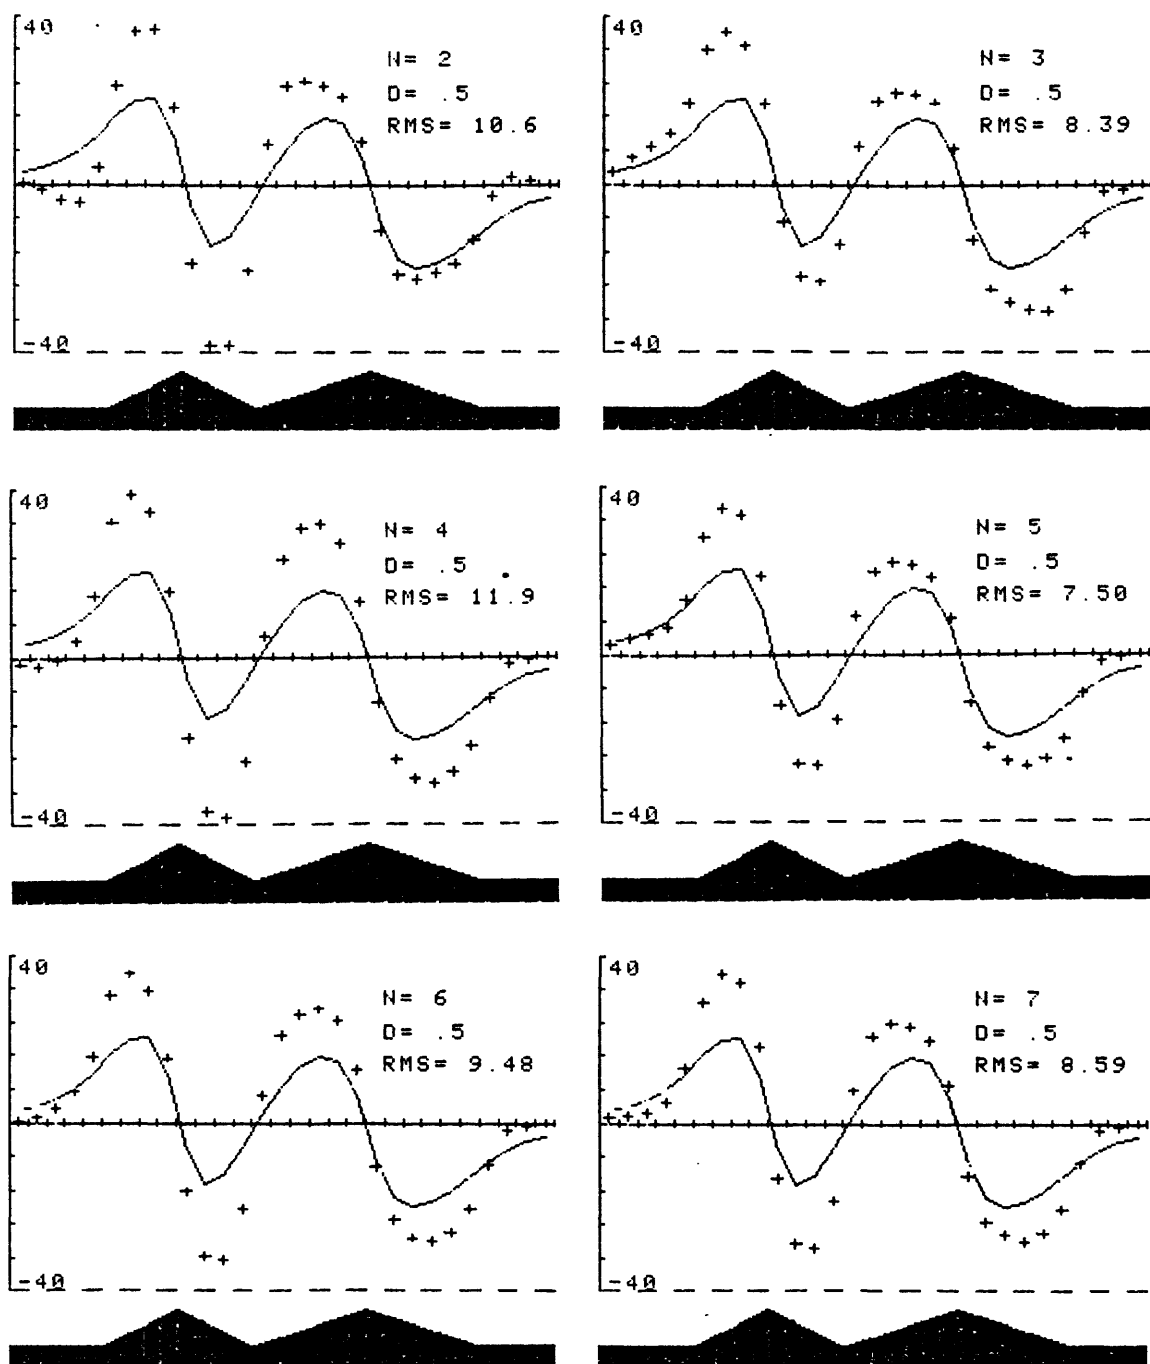 40
N= 2
D= .5
RMS= 10.6
-40
40
N= 3
D= .5
RMS= 8.39
-40
40
N= 4
D= .5
RMS= 11.9
-40
40
N= 5
D= .5
RMS= 7.50
-40
40
N= 6
D= .5
RMS= 9.48
-40
40
N= 7
D= .5
RMS= 8.59
-40